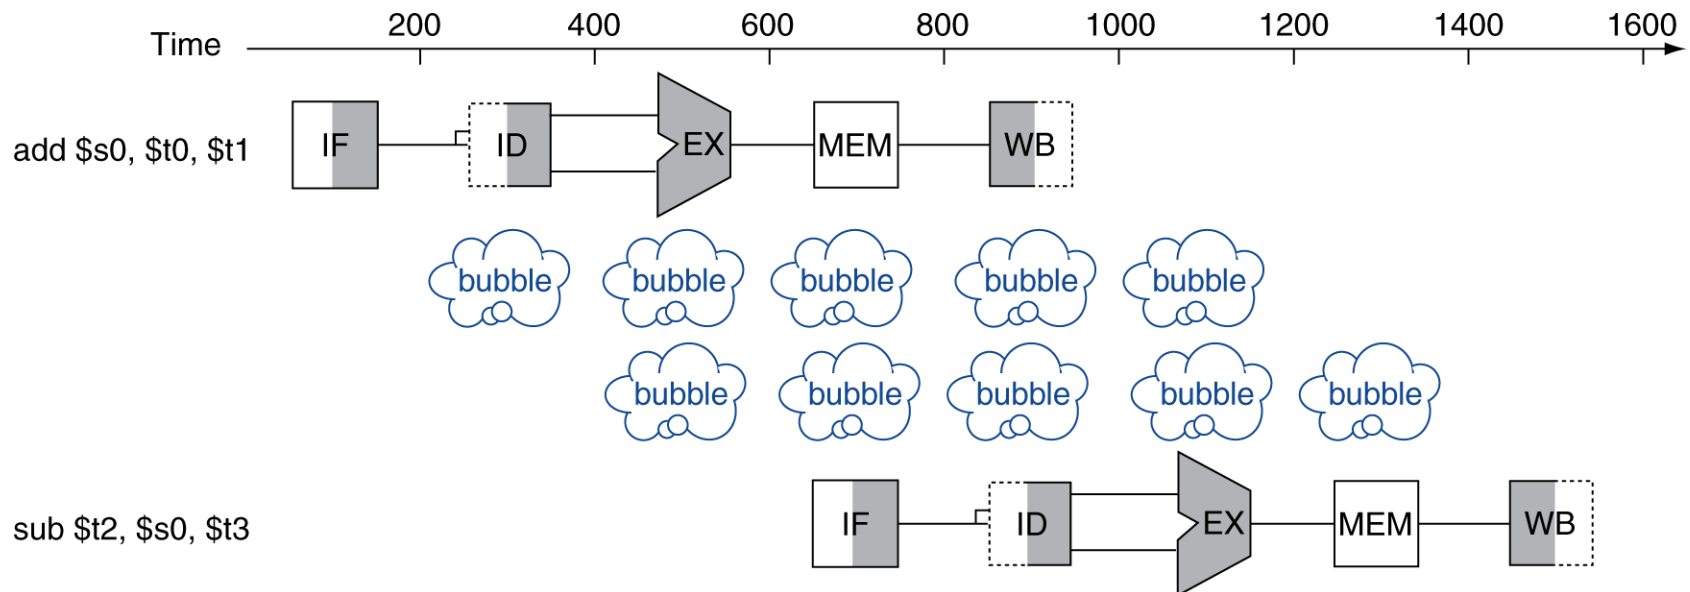 200 400 600 800 1000 1200 1400 1600
Time
add $s0, $t0, $t1 IF ID EX MEM WB
bubble bubble bubble bubble bubble
bubble bubble bubble bubble bubble
sub $t2, $s0, $t3 IF ID EX MEM WB